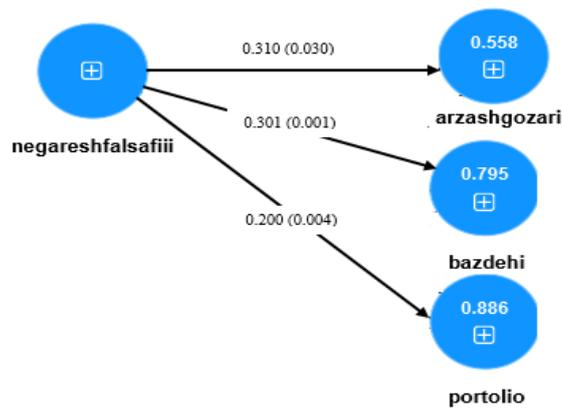 0.310 (0.030)
0.558
arzashgozari
negareshfalsafiii
0.301 (0.001)
0.795
bazdehi
0.200 (0.004)
0.886
portolio